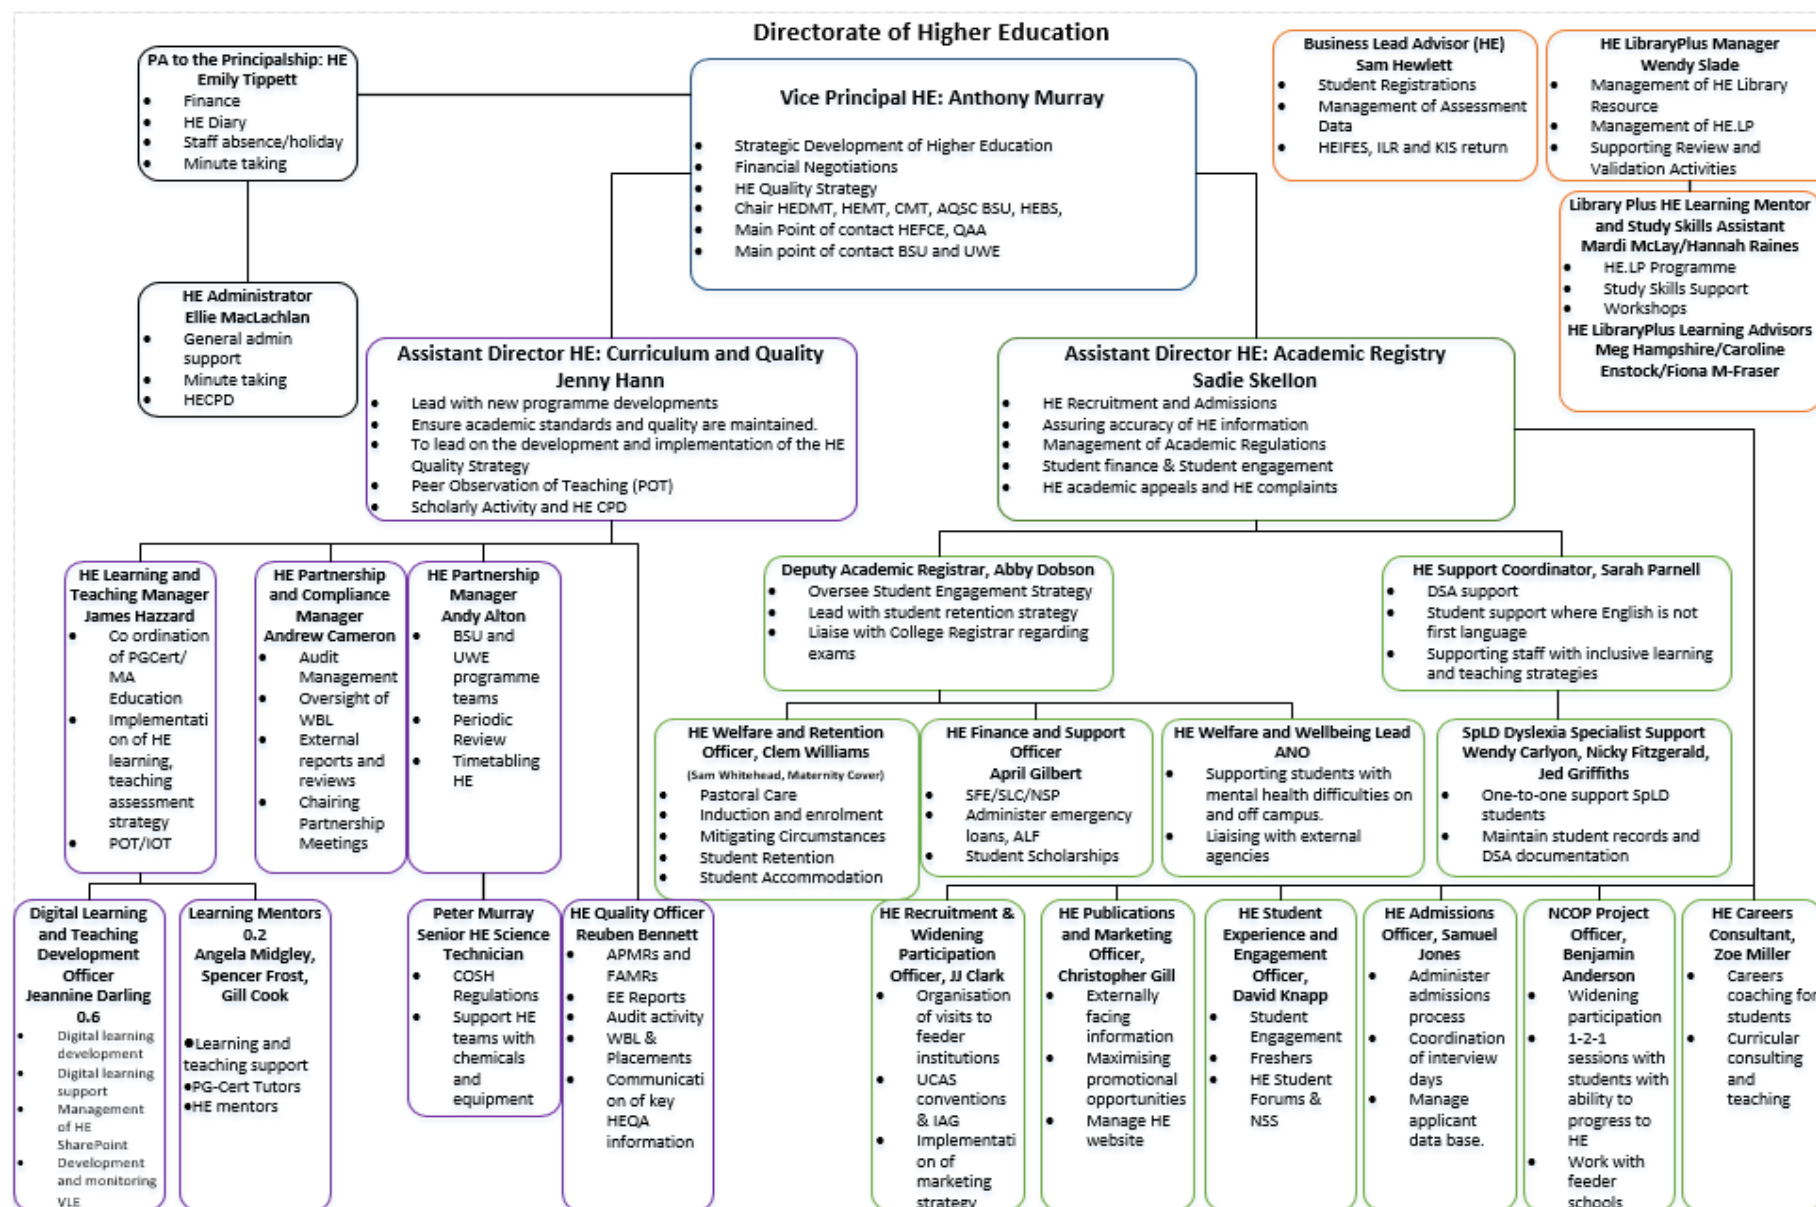 Directorate of Higher Education
PA to the Principalship: HE
Emily Tippett
• Finance
• HE Diary
• Staff absence/holiday
• Minute taking
Vice Principal HE: Anthony Murray
• Strategic Development of Higher Education
• Financial Negotiations
• HE Quality Strategy
• Chair HEDMT, HEMT, CMT, AQSC BSU, HEBS,
• Main Point of contact HEFCE, QAA
• Main point of contact BSU and UWE
Business Lead Advisor (HE)
Sam Hewlett
• Student Registrations
• Management of Assessment
Data
• HEIFES, ILR and KIS return
HE LibraryPlus Manager
Wendy Slade
• Management of HE Library
Resource
• Management of HE.LP
• Supporting Review and
Validation Activities
Library Plus HE Learning Mentor
and Study Skills Assistant
Mardi McLay/Hannah Raines
• HE.LP Programme
• Study Skills Support
• Workshops
HE LibraryPlus Learning Advisors
Meg Hampshire/Caroline
Enstock/Fiona M-Fraser
HE Administrator
Ellie MacLachlan
• General admin
support
• Minute taking
• HECPD
Assistant Director HE: Curriculum and Quality
Jenny Hann
• Lead with new programme developments
• Ensure academic standards and quality are maintained.
• To lead on the development and implementation of the HE
Quality Strategy
• Peer Observation of Teaching (POT)
• Scholarly Activity and HE CPD
Assistant Director HE: Academic Registry
Sadie Skellon
• HE Recruitment and Admissions
• Assuring accuracy of HE information
• Management of Academic Regulations
• Student finance & Student engagement
• HE academic appeals and HE complaints
HE Learning and
Teaching Manager
James Hazzard
• Co ordination
of PGCert/
MA
Education
• Implementati
on of HE
learning,
teaching
assessment
strategy
• POT/IOT
HE Partnership
and Compliance
Manager
Andrew Cameron
• Audit
Management
• Oversight of
WBL
• External
reports and
reviews
• Chairing
Partnership
Meetings
HE Partnership
Manager
Andy Alton
• BSU and
UWE
programme
teams
• Periodic
Review
• Timetabling
HE
Deputy Academic Registrar, Abby Dobson
• Oversee Student Engagement Strategy
• Lead with student retention strategy
• Liaise with College Registrar regarding
exams
HE Support Coordinator, Sarah Parnell
• DSA support
• Student support where English is not
first language
• Supporting staff with inclusive learning
and teaching strategies
HE Welfare and Retention
Officer, Clem Williams
(Sam Whitehead, Maternity Cover)
• Pastoral Care
• Induction and enrolment
• Mitigating Circumstances
• Student Retention
• Student Accommodation
HE Finance and Support
Officer
April Gilbert
• SFE/SLC/NSP
• Administer emergency
loans, ALF
• Student Scholarships
HE Welfare and Wellbeing Lead
ANO
• Supporting students with
mental health difficulties on
and off campus.
• Liaising with external
agencies
SpLD Dyslexia Specialist Support
Wendy Carlyon, Nicky Fitzgerald,
Jed Griffiths
• One-to-one support SpLD
students
• Maintain student records and
DSA documentation
Digital Learning
and Teaching
Development
Officer
Jeannine Darling
0.6
• Digital learning
development
• Digital learning
support
• Management
of HE
SharePoint
• Development
and monitoring
VLE
Learning Mentors
0.2
Angela Midgley,
Spencer Frost,
Gill Cook
•Learning and
teaching support
•PG-Cert Tutors
•HE mentors
Peter Murray
Senior HE Science
Technician
• COSH
Regulations
• Support HE
teams with
chemicals
and
equipment
HE Quality Officer
Reuben Bennett
• APMRs and
FAMRs
• EE Reports
• Audit activity
• WBL &
Placements
• Communicati
on of key
HEQA
information
HE Recruitment &
Widening
Participation
Officer, JJ Clark
• Organisation
of visits to
feeder
institutions
• UCAS
conventions
& IAG
• Implementati
on of
marketing
strategy
HE Publications
and Marketing
Officer,
Christopher Gill
• Externally
facing
information
• Maximising
promotional
opportunities
• Manage HE
website
HE Student
Experience and
Engagement
Officer,
David Knapp
• Student
Engagement
• Freshers
• HE Student
Forums &
NSS
HE Admissions
Officer, Samuel
Jones
• Administer
admissions
process
• Coordination
of interview
days
• Manage
applicant
data base.
NCOP Project
Officer,
Benjamin
Anderson
• Widening
participation
• 1-2-1
sessions with
students with
ability to
progress to
HE
• Work with
feeder
schools
HE Careers
Consultant,
Zoe Miller
• Careers
coaching for
students
• Curricular
consulting
and
teaching